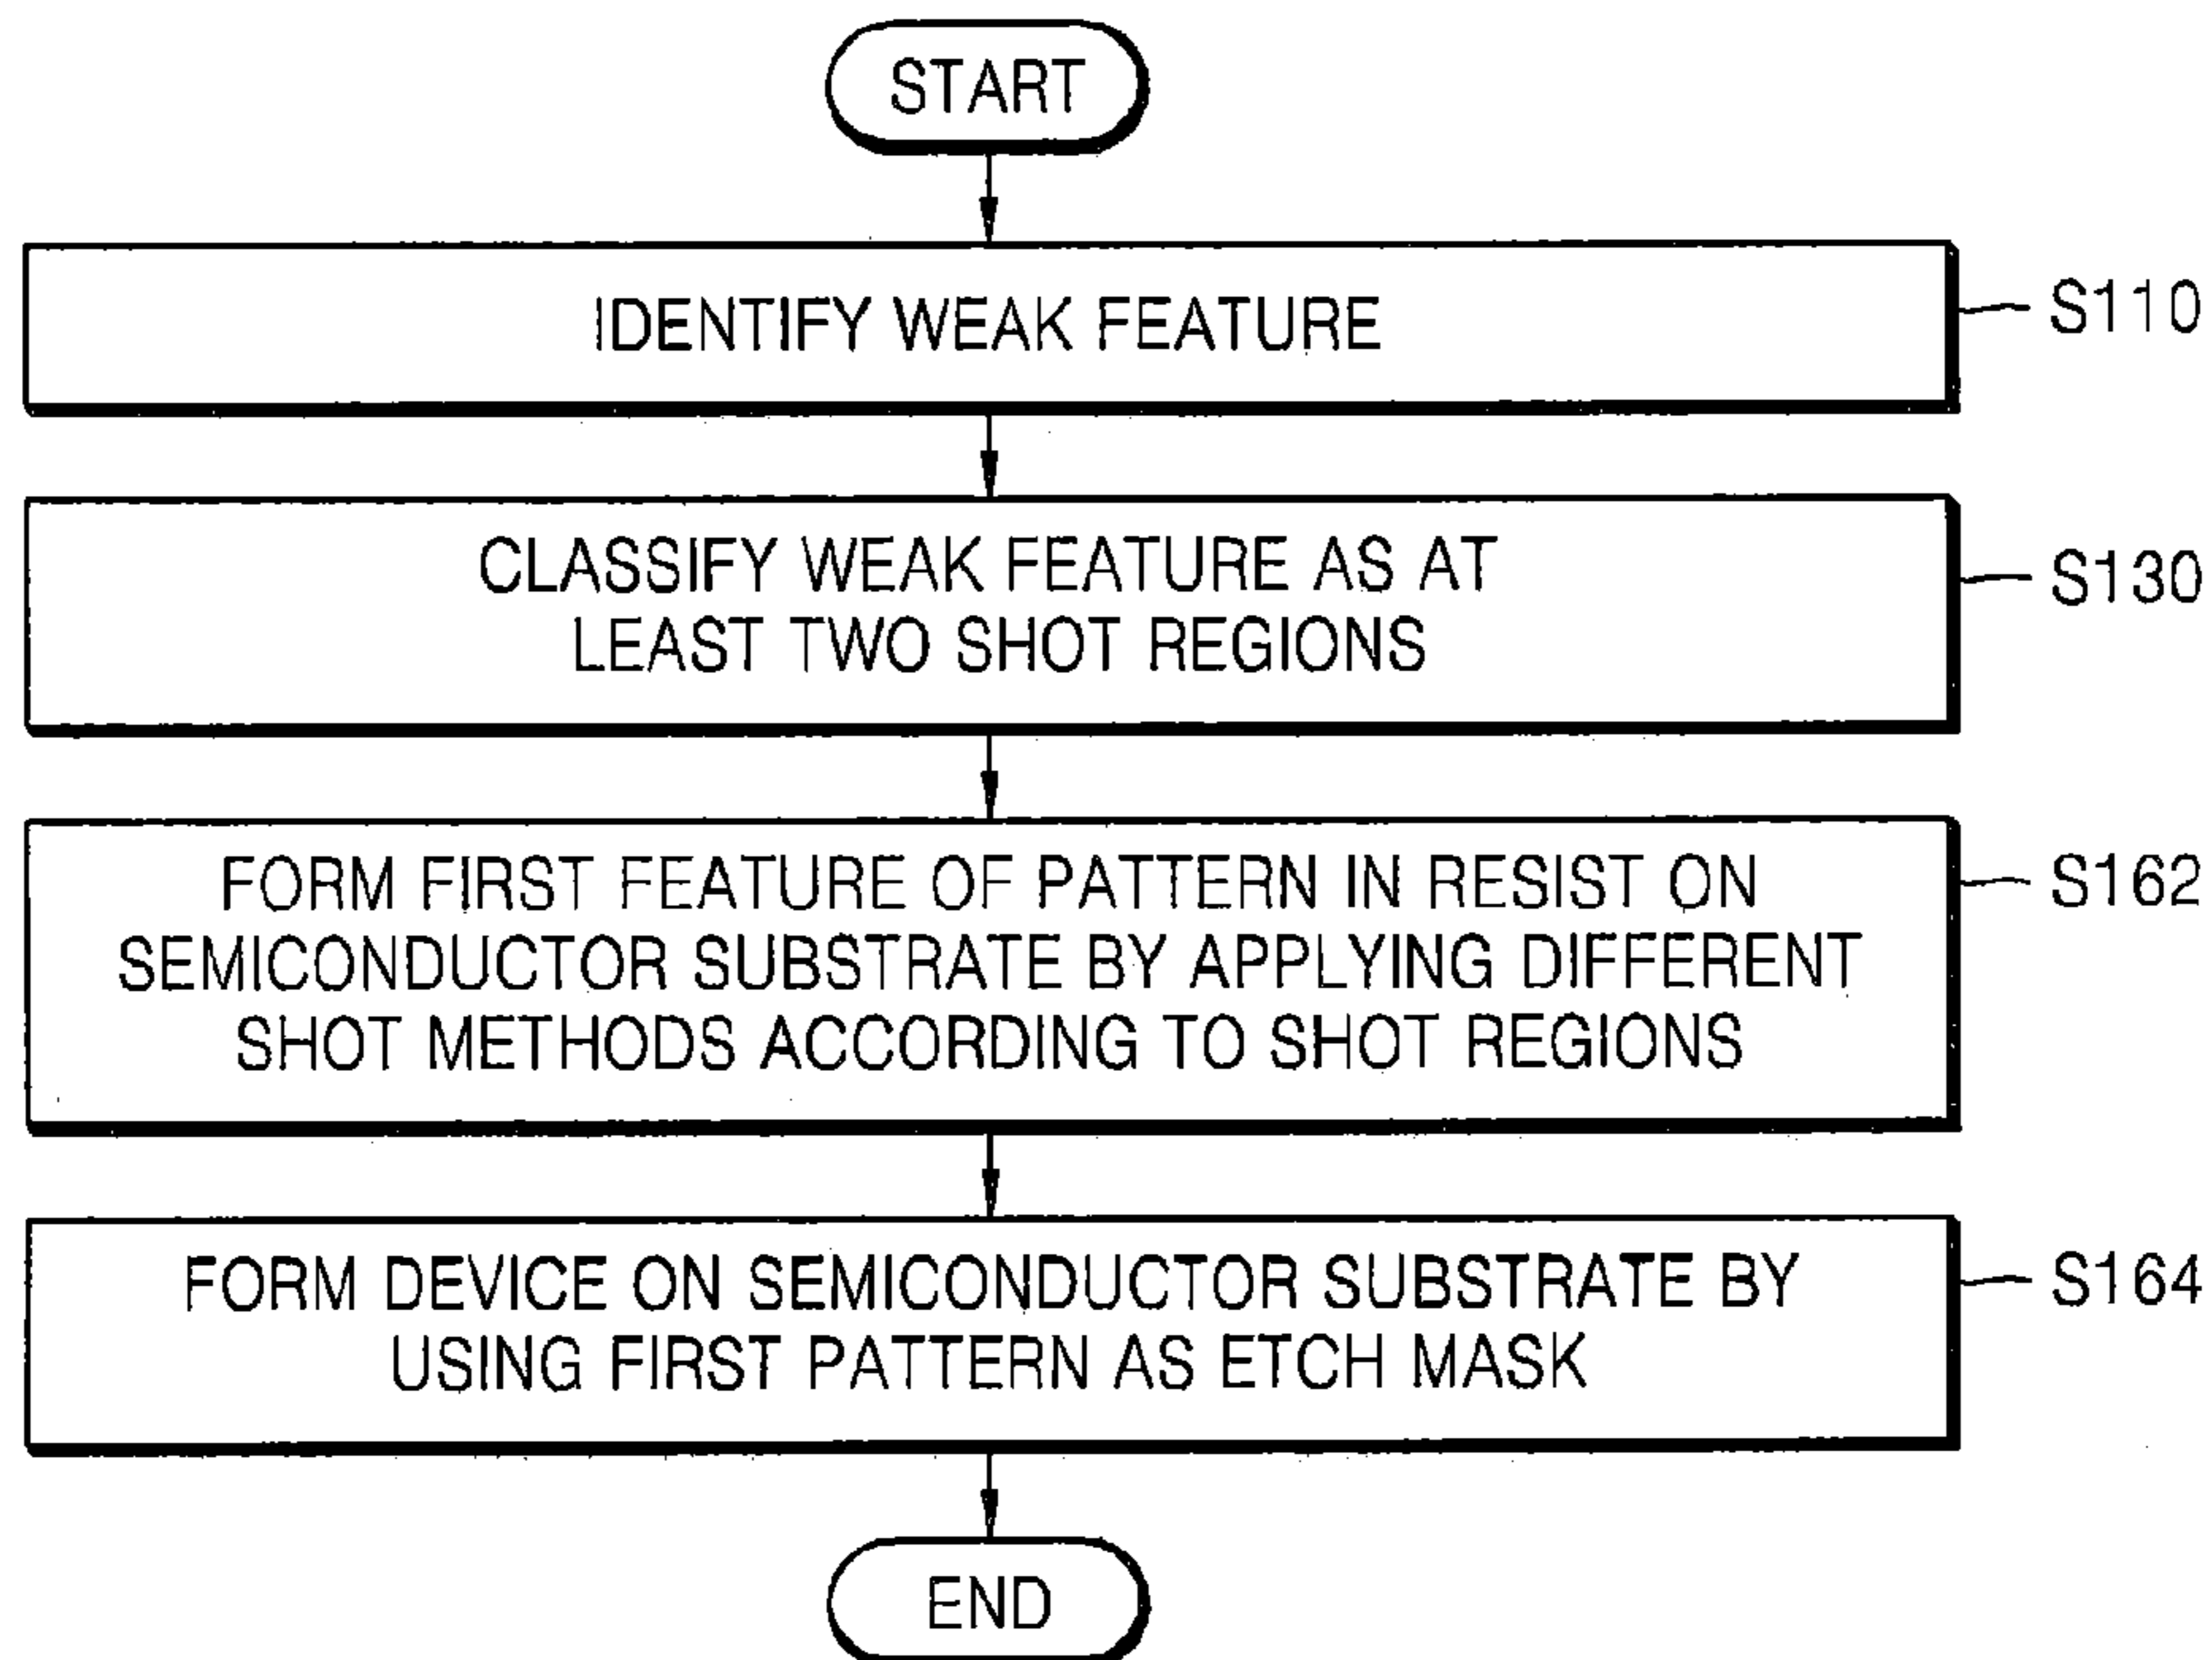 START
IDENTIFY WEAK FEATURE
S110
CLASSIFY WEAK FEATURE AS AT
LEAST TWO SHOT REGIONS
S130
FORM FIRST FEATURE OF PATTERN IN RESIST ON
SEMICONDUCTOR SUBSTRATE BY APPLYING DIFFERENT
SHOT METHODS ACCORDING TO SHOT REGIONS
S162
FORM DEVICE ON SEMICONDUCTOR SUBSTRATE BY
USING FIRST PATTERN AS ETCH MASK
S164
END